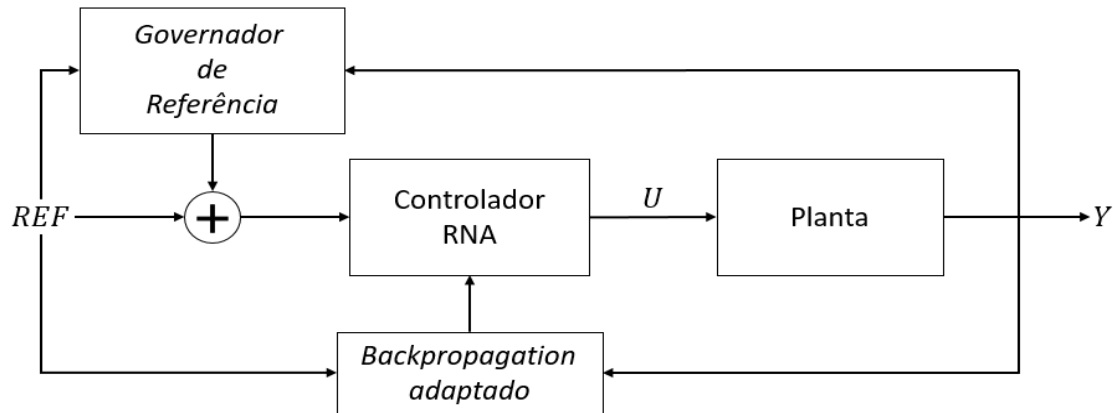 Governador
de
Referência
REF
+
Controlador
RNA
U
Planta
Y
Backpropagation
adaptado